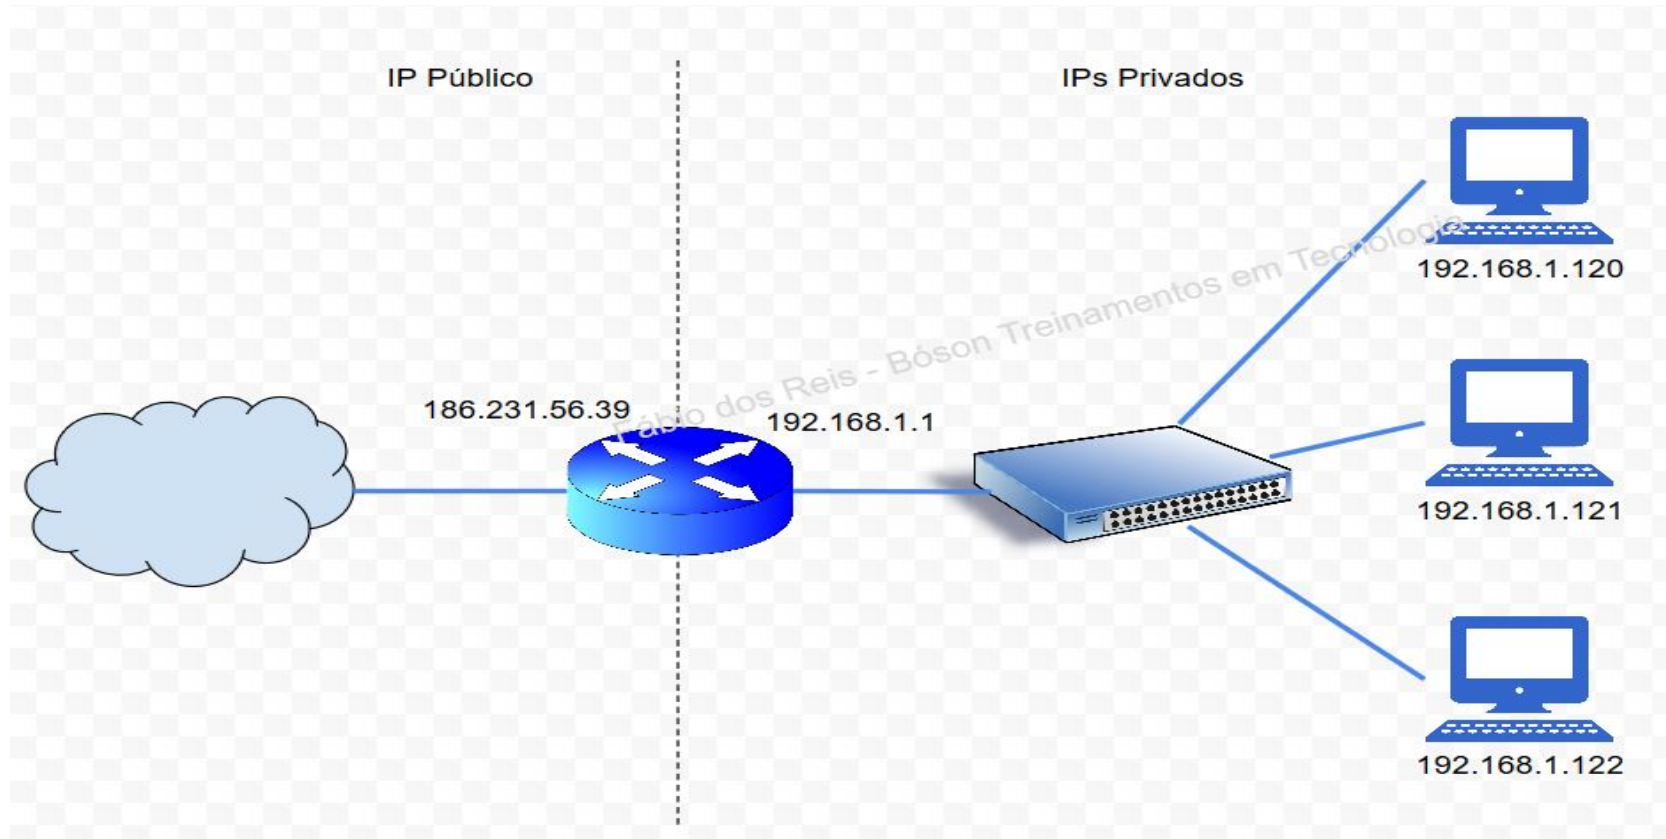 IP Público
IPs Privados
192.168.1.120
186.231.56.39
192.168.1.1
Fábio dos Reis - Bóson Treinamentos em Tecnologia
192.168.1.121
192.168.1.122